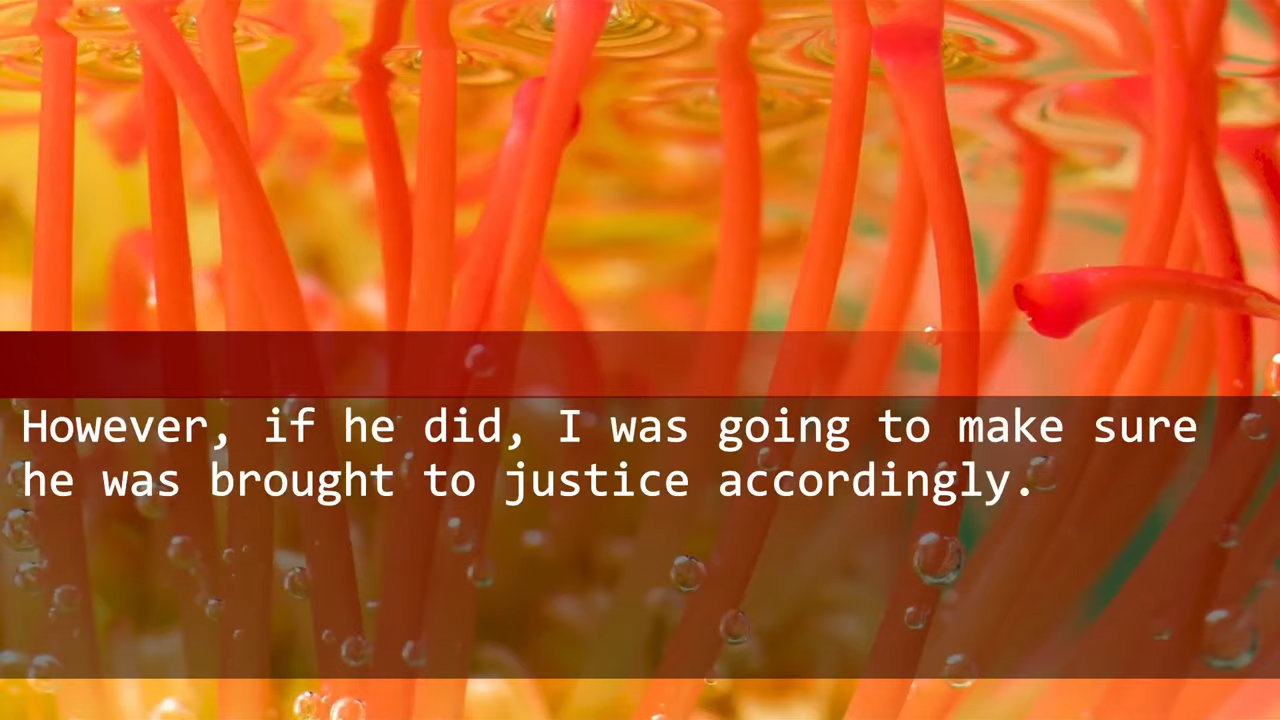 However, if he did, I was going to make sure
he was brought to justice accordingly.